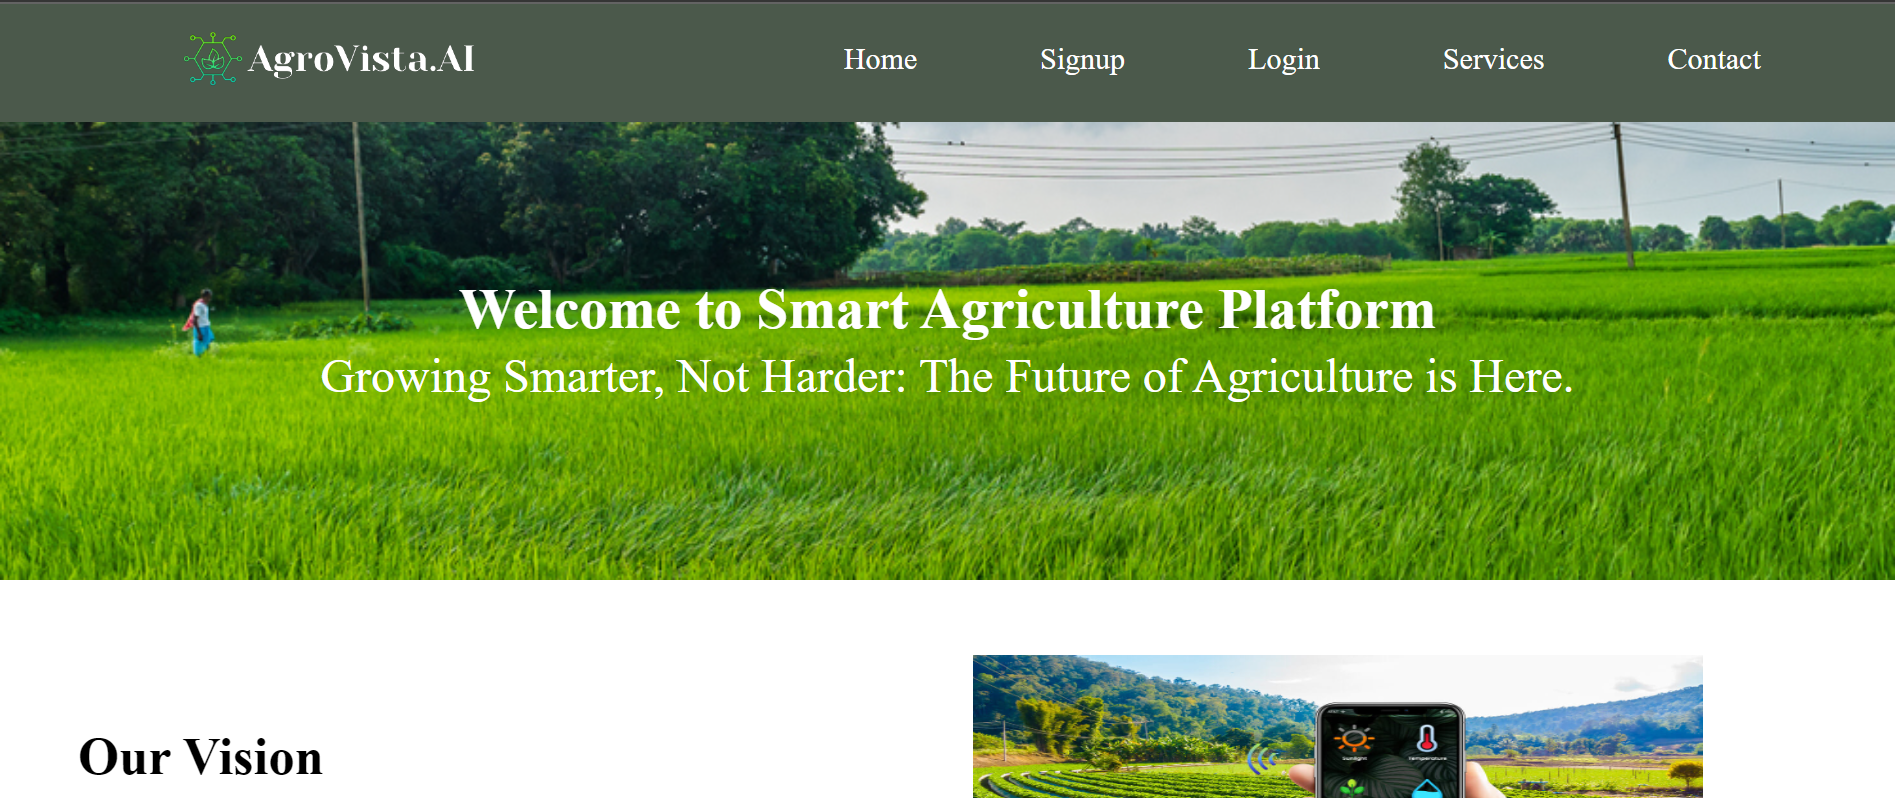 AgroVista.AI
Home Signup Login Services Contact
Welcome to Smart Agriculture Platform
Growing Smarter, Not Harder: The Future of Agriculture is Here.
Our Vision
Sunlight Temperature